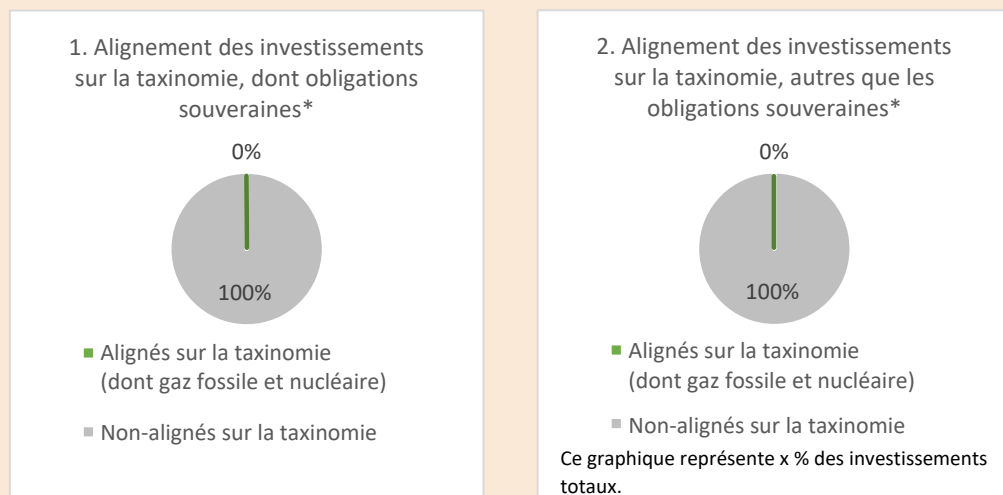 1. Alignement des investissements
sur la taxinomie, dont obligations
souveraines*
0%
100%
Alignés sur la taxinomie
(dont gaz fossile et nucléaire)
Non-alignés sur la taxinomie
2. Alignement des investissements
sur la taxinomie, autres que les
obligations souveraines*
0%
100%
Alignés sur la taxinomie
(dont gaz fossile et nucléaire)
Non-alignés sur la taxinomie
Ce graphique représente x % des investissements
totaux.